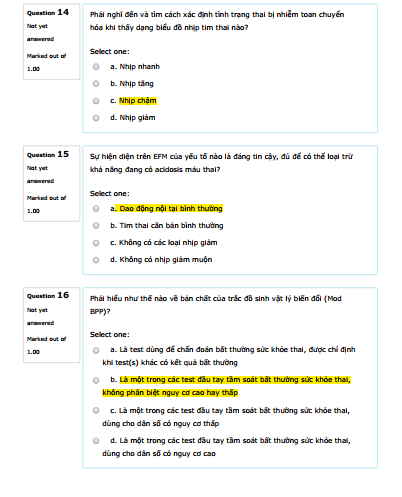 Question 14
Not yet
answered
Marked out of
1.00
Phải nghĩ đến và tìm cách xác định tình trạng thai bị nhiễm toan chuyển
hóa khi thấy dạng biểu đồ nhịp tim thai nào?
Select one:
a. Nhịp nhanh
b. Nhịp tăng
c. Nhịp chậm
d. Nhịp giảm
Question 15
Not yet
answered
Marked out of
1.00
Sự hiện diện trên EFM của yếu tố nào là đáng tin cậy, đủ để có thể loại trừ
khả năng đang có acidosis máu thai?
Select one:
a. Dao động nội tại bình thường
b. Tim thai căn bản bình thường
c. Không có các loại nhịp giảm
d. Không có nhịp giảm muộn
Question 16
Not yet
answered
Marked out of
1.00
Phải hiểu như thế nào về bản chất của trắc đồ sinh vật lý biến đổi (Mod
BPP)?
Select one:
a. Là test dùng để chẩn đoán bất thường sức khỏe thai, được chỉ định
khi test(s) khác có kết quả bất thường
b. Là một trong các test đầu tay tầm soát bất thường sức khỏe thai,
không phân biệt nguy cơ cao hay thấp
c. Là một trong các test đầu tay tầm soát bất thường sức khỏe thai,
dùng cho dân số có nguy cơ thấp
d. Là một trong các test đầu tay tầm soát bất thường sức khỏe thai,
dùng cho dân số có nguy cơ cao